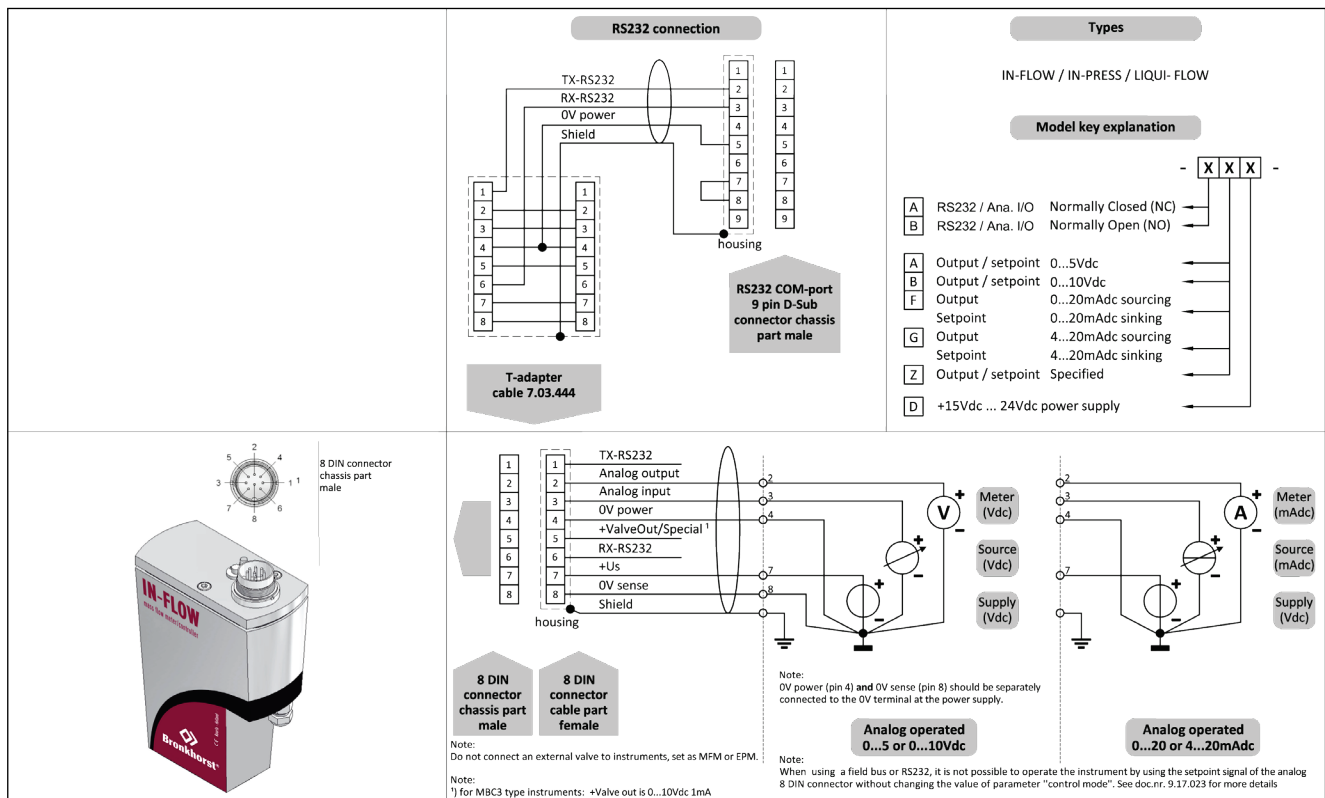 RS232 connection
TX-RS232
RX-RS232
0V power
Shield
1
2
3
4
5
6
7
8
9
1
2
3
4
5
6
7
8
9
housing
1
2
3
4
5
6
7
8
1
2
3
4
5
6
7
8
RS232 COM-port
9 pin D-Sub
connector chassis
part male
T-adapter
cable 7.03.444
Types
IN-FLOW / IN-PRESS / LIQUI- FLOW
Model key explanation
- X X X -
A RS232 / Ana. I/O Normally Closed (NC)
B RS232 / Ana. I/O Normally Open (NO)
A Output / setpoint 0...5Vdc
B Output / setpoint 0...10Vdc
F Output 0...20mAdc sourcing
Setpoint 0...20mAdc sinking
G Output 4...20mAdc sourcing
Setpoint 4...20mAdc sinking
Z Output / setpoint Specified
D +15Vdc ... 24Vdc power supply
2
5 4
3 1 1
7 6
8
8 DIN connector
chassis part
male
IN-FLOW
mass flow meter/controller
Bronkhorst®
1
2
3
4
5
6
7
8
1
2
3
4
5
6
7
8
TX-RS232
Analog output
Analog input
0V power
+ValveOut/Special ¹
RX-RS232
+Us
0V sense
Shield
housing
8 DIN
connector
chassis part
male
8 DIN
connector
cable part
female
Note:
Do not connect an external valve to instruments, set as MFM or EPM.
Note:
¹) for MBC3 type instruments: +Valve out is 0...10Vdc 1mA
2
3
4
7
8
V
+
−
+
−
+
−
Meter
(Vdc)
Source
(Vdc)
Supply
(Vdc)
Note:
0V power (pin 4) and 0V sense (pin 8) should be separately
connected to the 0V terminal at the power supply.
Analog operated
0...5 or 0...10Vdc
2
3
4
7
A
+
−
+
−
+
−
Meter
(mAdc)
Source
(mAdc)
Supply
(Vdc)
Analog operated
0...20 or 4...20mAdc
Note:
When using a field bus or RS232, it is not possible to operate the instrument by using the setpoint signal of the analog
8 DIN connector without changing the value of parameter "control mode". See doc.nr. 9.17.023 for more details